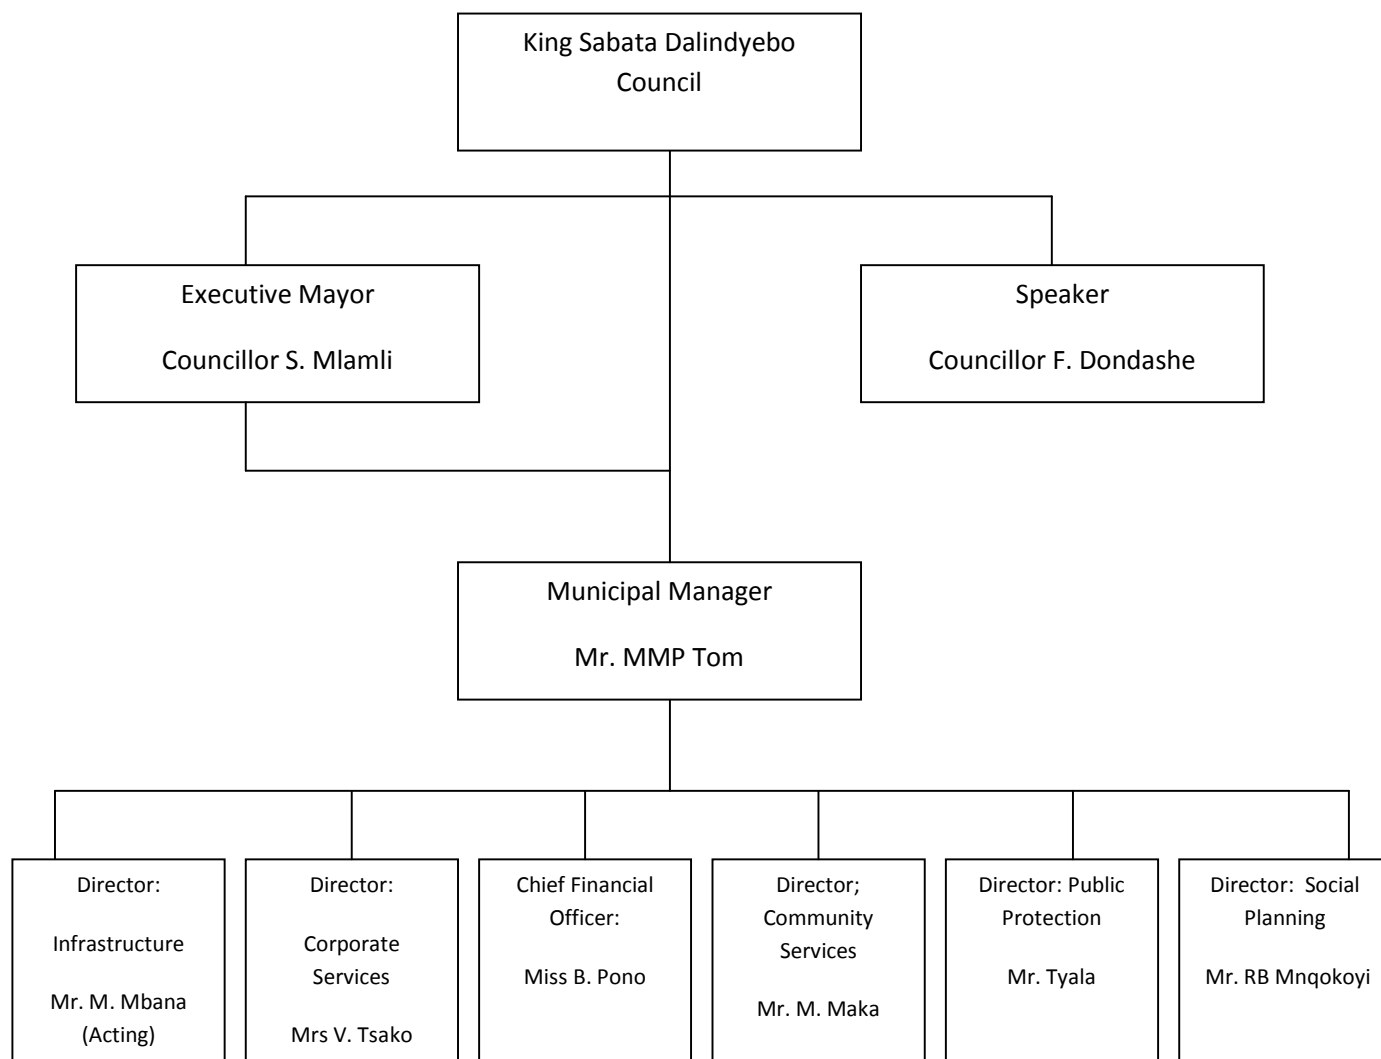 King Sabata Dalindyebo
Council
Executive Mayor
Councillor S. Mlamli
Speaker
Councillor F. Dondashe
Municipal Manager
Mr. MMP Tom
Director:
Infrastructure
Mr. M. Mbana
(Acting)
Director:
Corporate
Services
Mrs V. Tsako
Chief Financial
Officer:
Miss B. Pono
Director;
Community
Services
Mr. M. Maka
Director: Public
Protection
Mr. Tyala
Director:  Social
Planning
Mr. RB Mnqokoyi